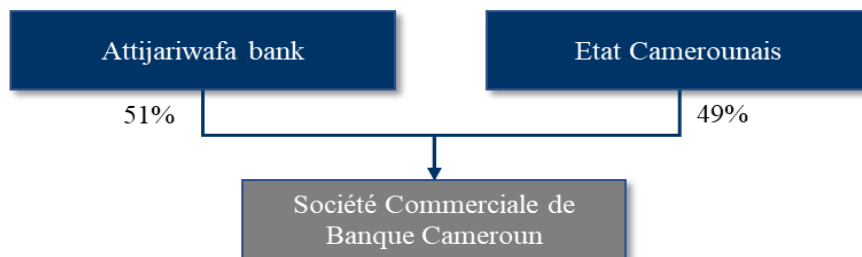 Attijariwafa bank
Etat Camerounais
51%
49%
Société Commerciale de
Banque Cameroun